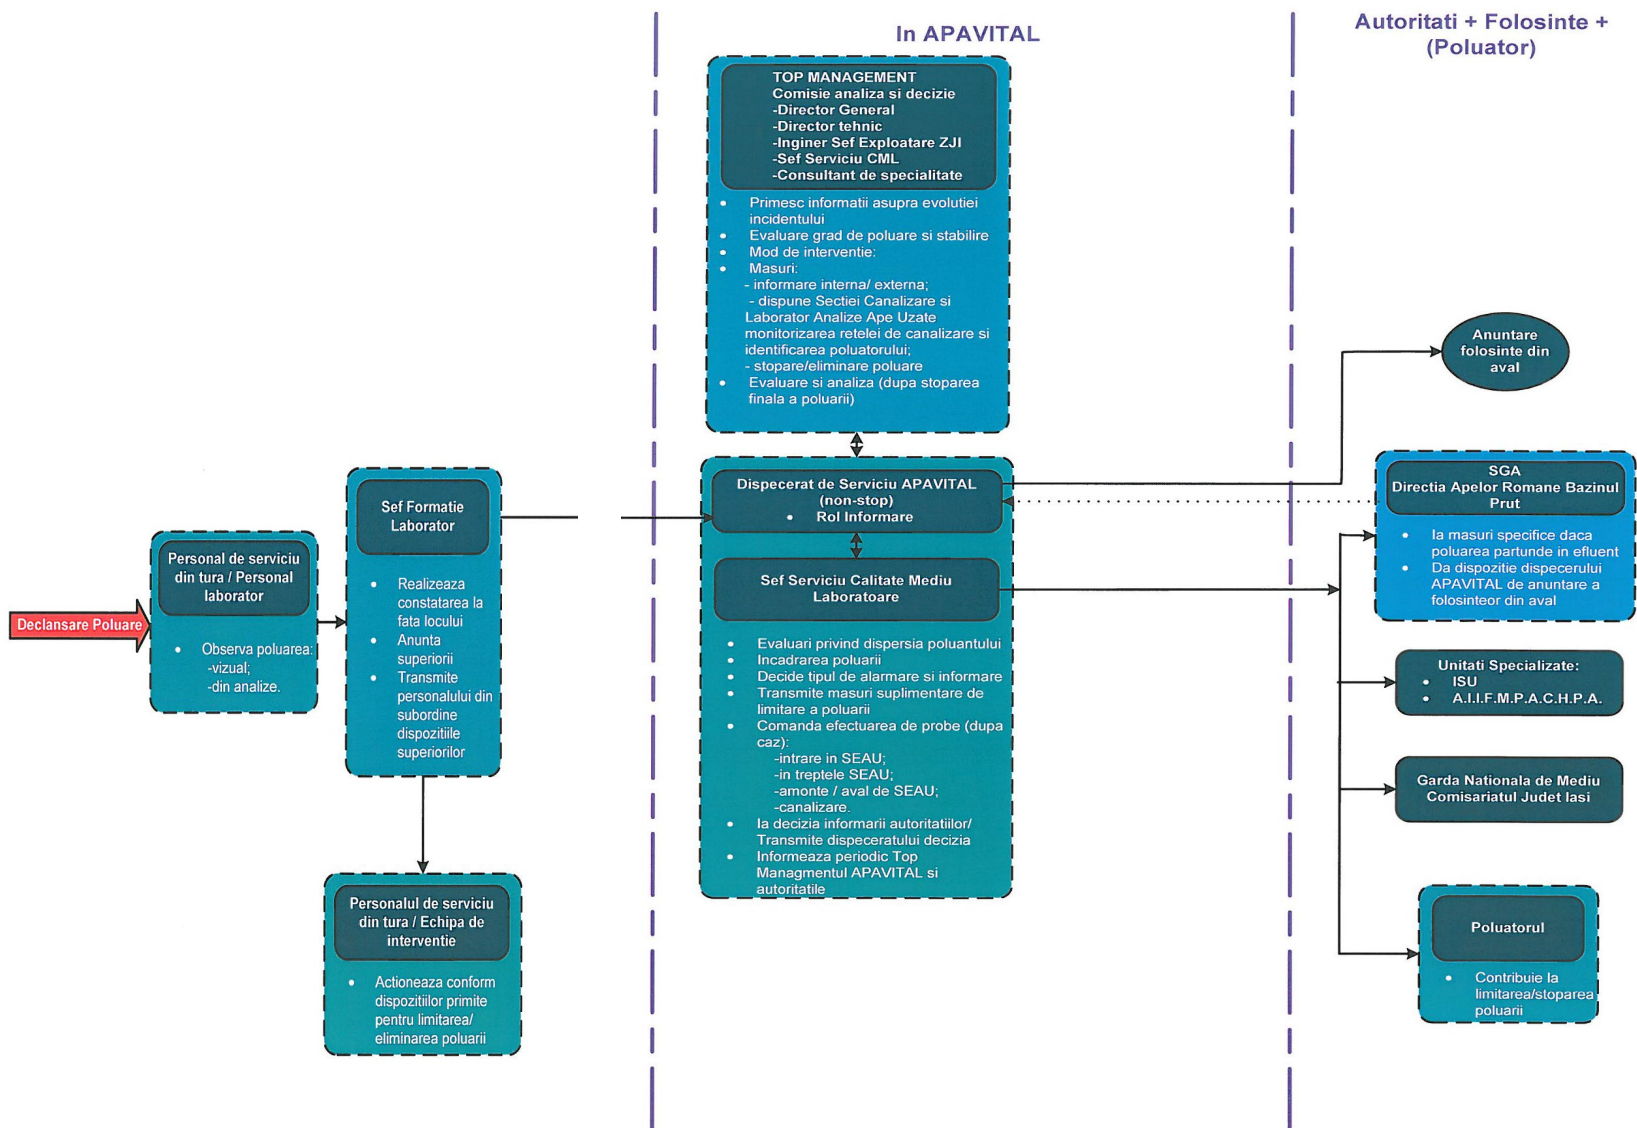 In APAVITAL
Autoritati + Folosinte +
(Poluator)
TOP MANAGEMENT
Comisie analiza si decizie
-Director General
-Director tehnic
-Inginer Sef Exploatare ZJI
-Sef Serviciu CML
-Consultant de specialitate
• Primesc informatii asupra evolutiei
incidentului
• Evaluare grad de poluare si stabilire
• Mod de interventie:
• Masuri:
- informare interna/ externa;
- dispune Sectiei Canalizare si
Laborator Analize Ape Uzate
monitorizarea retelei de canalizare si
identificarea poluatorului;
- stopare/eliminare poluare
• Evaluare si analiza (dupa stoparea
finala a poluarii)
Declansare Poluare
Personal de serviciu
din tura / Personal
laborator
• Observa poluarea:
-vizual;
-din analize.
Sef Formatie
Laborator
• Realizeaza
constatarea la
fata locului
• Anunta
superiorii
• Transmite
personalului din
subordine
dispozitiile
superiorilor
Personalul de serviciu
din tura / Echipa de
interventie
• Actioneaza conform
dispozitiilor primite
pentru limitarea/
eliminarea poluarii
Dispecerat de Serviciu APAVITAL
(non-stop)
• Rol Informare
Sef Serviciu Calitate Mediu
Laboratoare
• Evaluari privind dispersia poluantului
• Incadrarea poluarii
• Decide tipul de alarmare si informare
• Transmite masuri suplimentare de
limitare a poluarii
• Comanda efectuarea de probe (dupa
caz):
-intrare in SEAU;
-in treptele SEAU;
-amonte / aval de SEAU;
-canalizare.
• Ia decizia informarii autoritatiilor/
Transmite dispeceratului decizia
• Informeaza periodic Top
Managmentul APAVITAL si
autoritatile
Anuntare
folosinte din
aval
SGA
Directia Apelor Romane Bazinul
Prut
• Ia masuri specifice daca
poluarea partunde in efluent
• Da dispozitie dispecerului
APAVITAL de anuntare a
folosinteor din aval
Unitati Specializate:
• ISU
• A.I.I.F.M.P.A.C.H.P.A.
Garda Nationala de Mediu
Comisariatul Judet Iasi
Poluatorul
• Contribuie la
limitarea/stoparea
poluarii